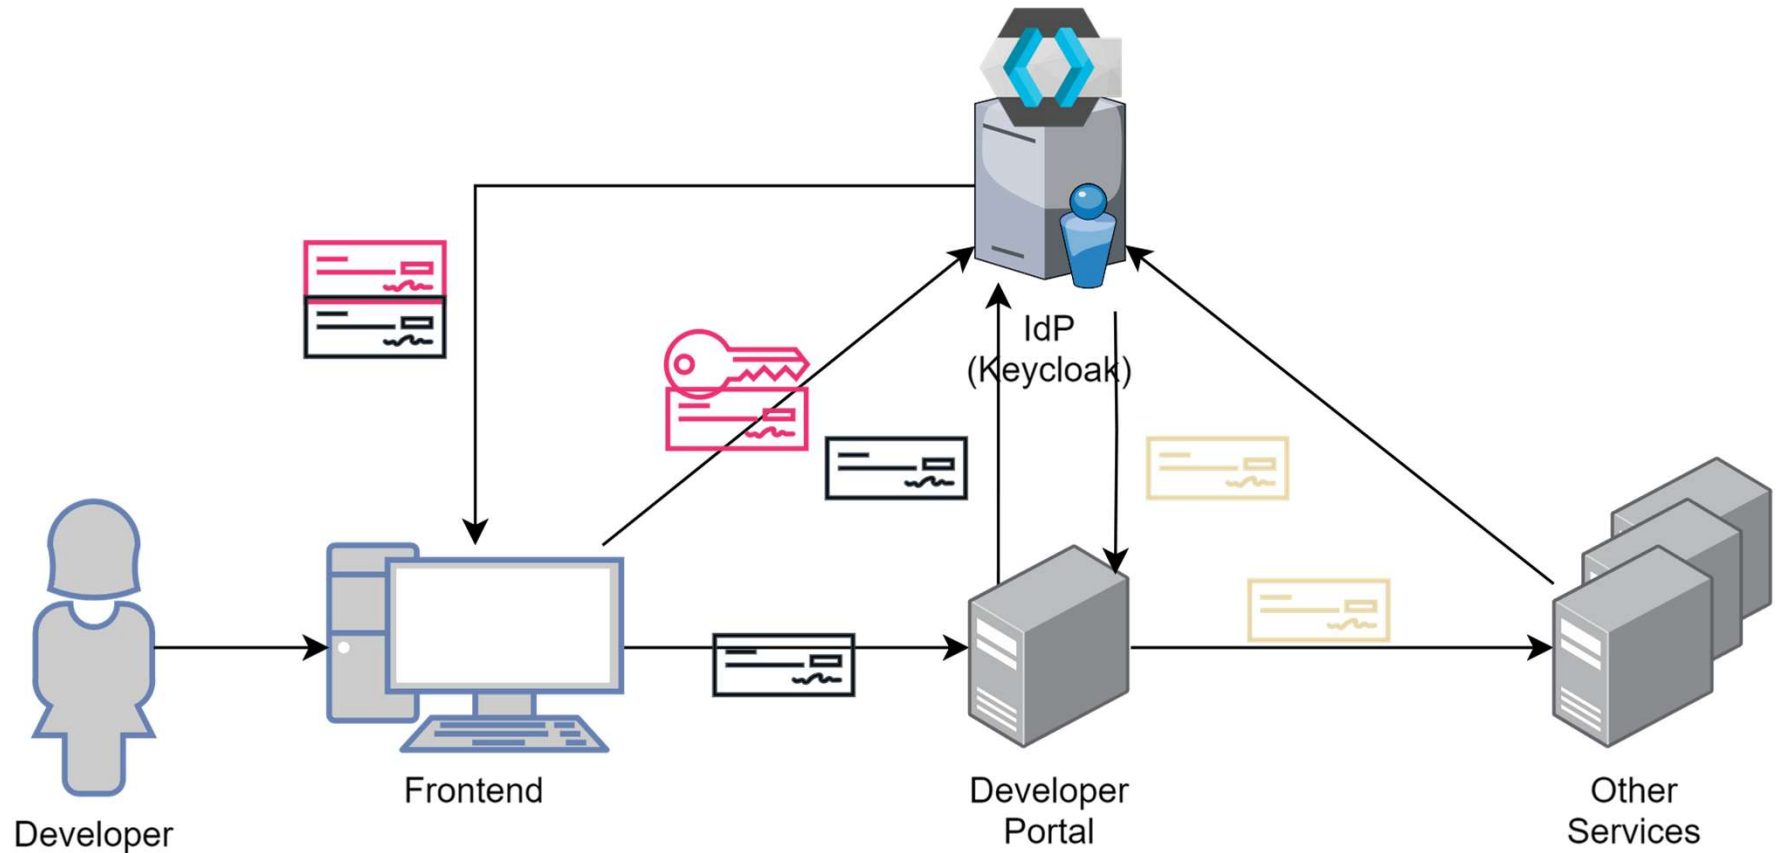 IdP
(Keycloak)
Developer
Frontend
Developer
Portal
Other
Services